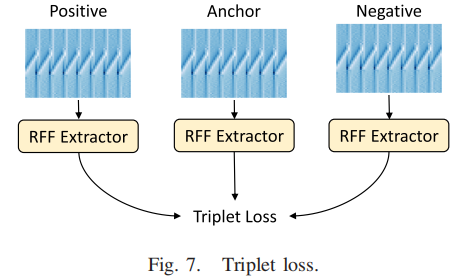 Positive Anchor Negative
RFF Extractor RFF Extractor RFF Extractor
Triplet Loss
Fig. 7. Triplet loss.